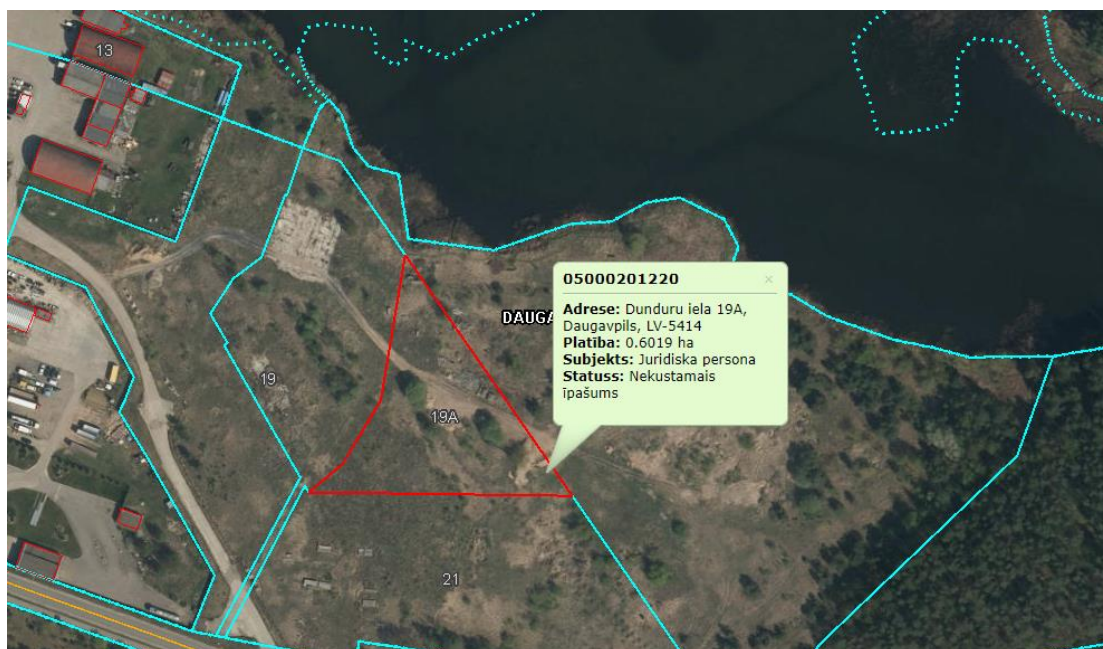 13
05000201220 ×
Adrese: Dunduru iela 19A,
Daugavpils, LV-5414
Platība: 0.6019 ha
Subjekts: Juridiska persona
Statuss: Nekustamais
īpašums
DAUGA
19
19A
21